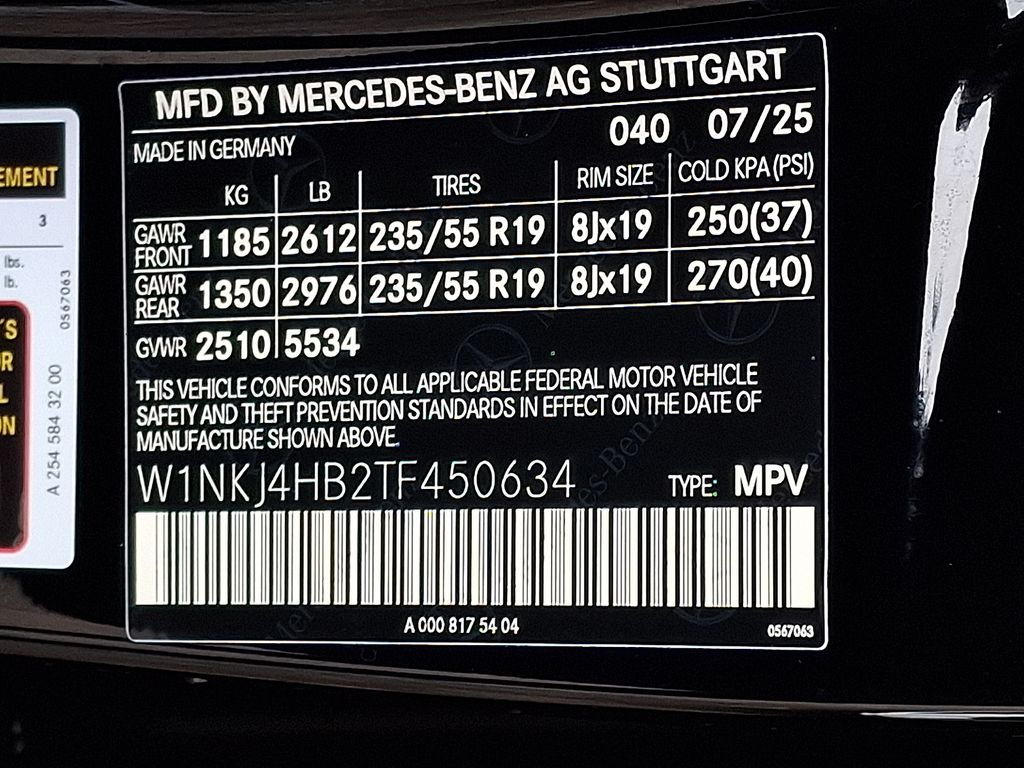 MFD BY MERCEDES-BENZ AG STUTTGART
MADE IN GERMANY 040 07/25
KG LB TIRES RIM SIZE COLD KPA (PSI)
GAWR FRONT 1185 2612 235/55 R19 8Jx19 250(37)
GAWR REAR 1350 2976 235/55 R19 8Jx19 270(40)
GVWR 2510 5534
THIS VEHICLE CONFORMS TO ALL APPLICABLE FEDERAL MOTOR VEHICLE
SAFETY AND THEFT PREVENTION STANDARDS IN EFFECT ON THE DATE OF
MANUFACTURE SHOWN ABOVE.
W1NKJ4HB2TF450634 TYPE: MPV
A 000 817 54 04 0567063
EMENT
3
lbs.
lb.
'S
R
L
N
0567063
A 254 584 32 00